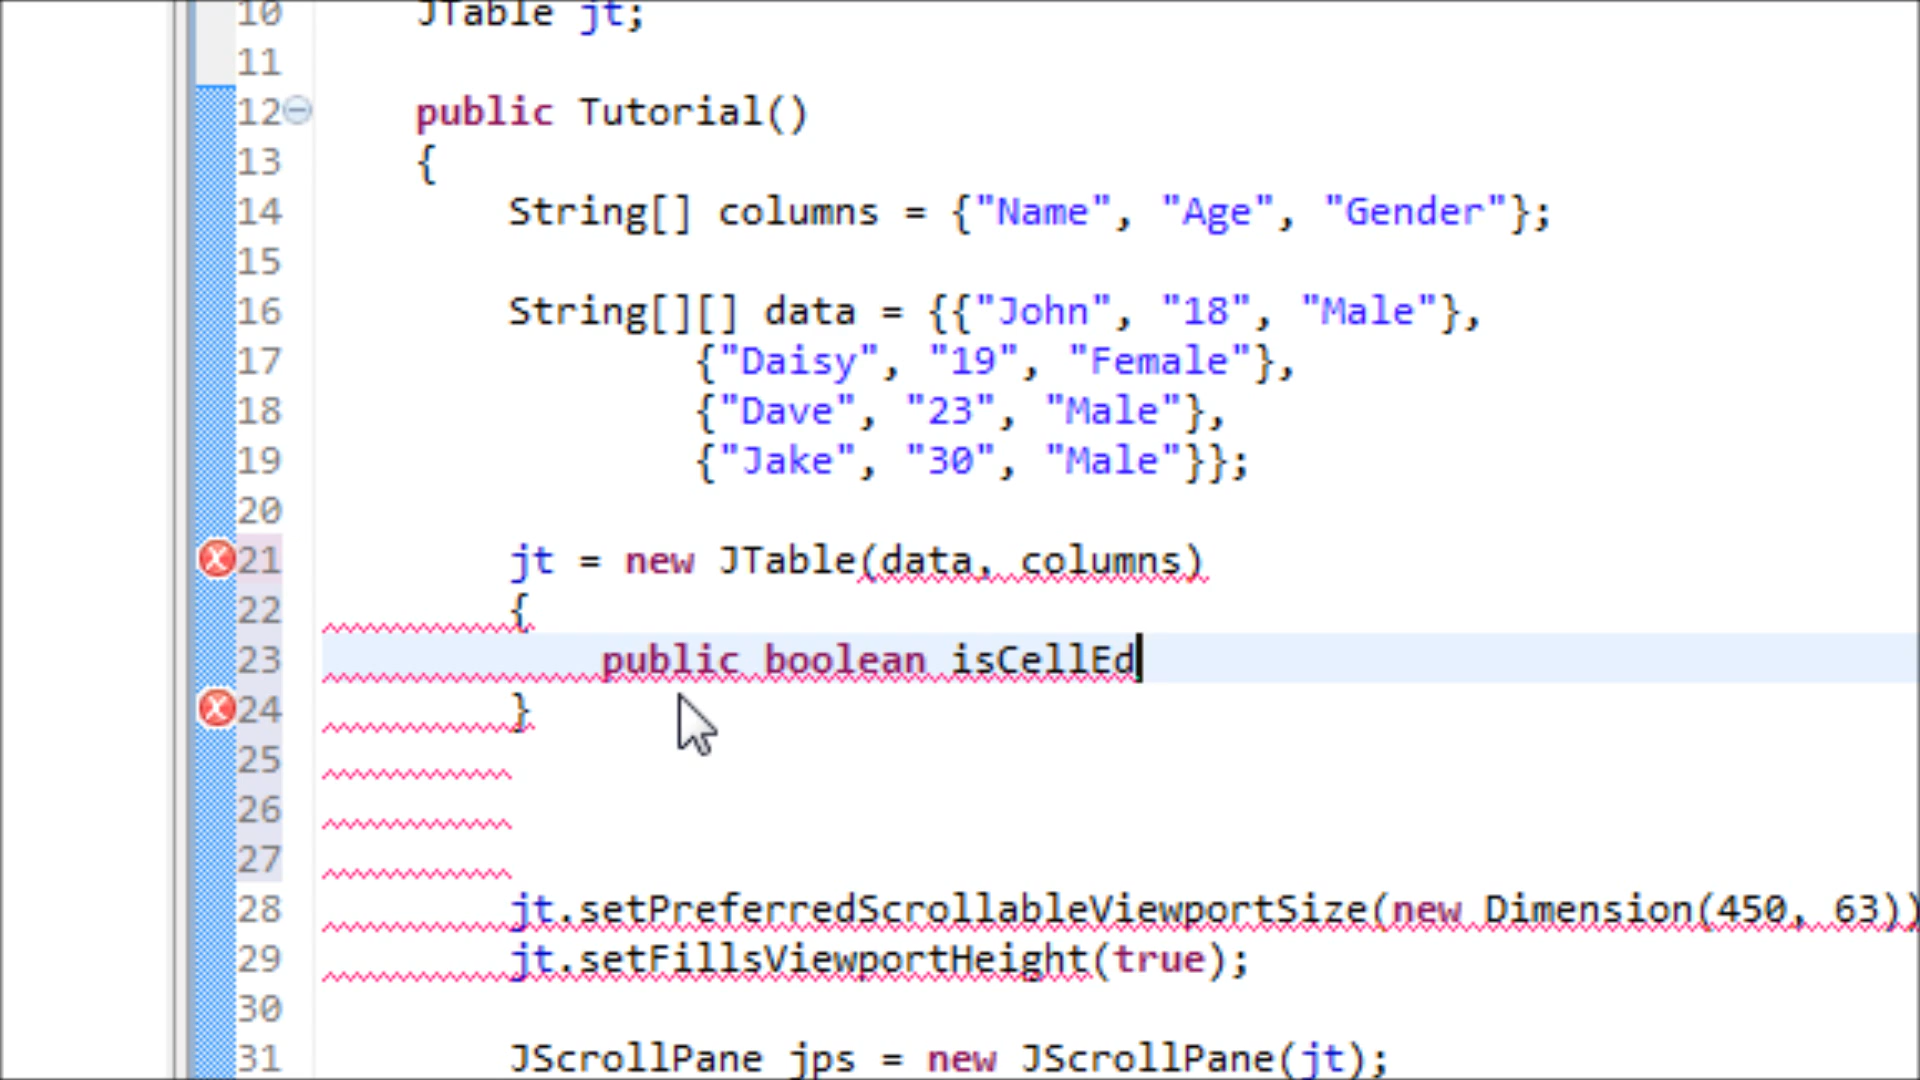 10 JTable jt;
11
12 public Tutorial()
13 {
14 String[] columns = {"Name", "Age", "Gender"};
15
16 String[][] data = {{"John", "18", "Male"},
17 {"Daisy", "19", "Female"},
18 {"Dave", "23", "Male"},
19 {"Jake", "30", "Male"}};
20
21 jt = new JTable(data, columns)
22 {
23 public boolean isCellEd
24 }
25
26
27
28 jt.setPreferredScrollableViewportSize(new Dimension(450, 63))
29 jt.setFillsViewportHeight(true);
30
31 JScrollPane jps = new JScrollPane(jt);